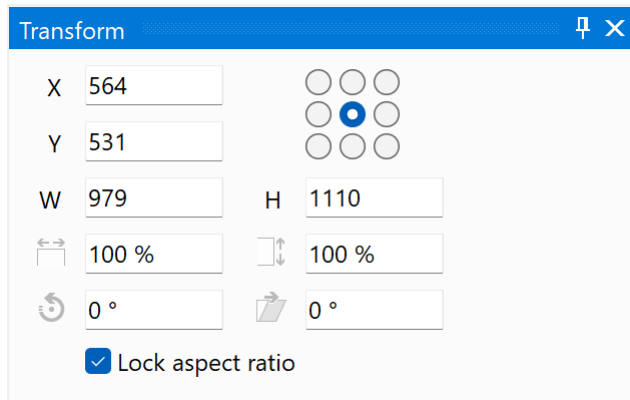 Transform
X 564
Y 531
W 979 H 1110
100 % 100 %
0 ° 0 °
Lock aspect ratio